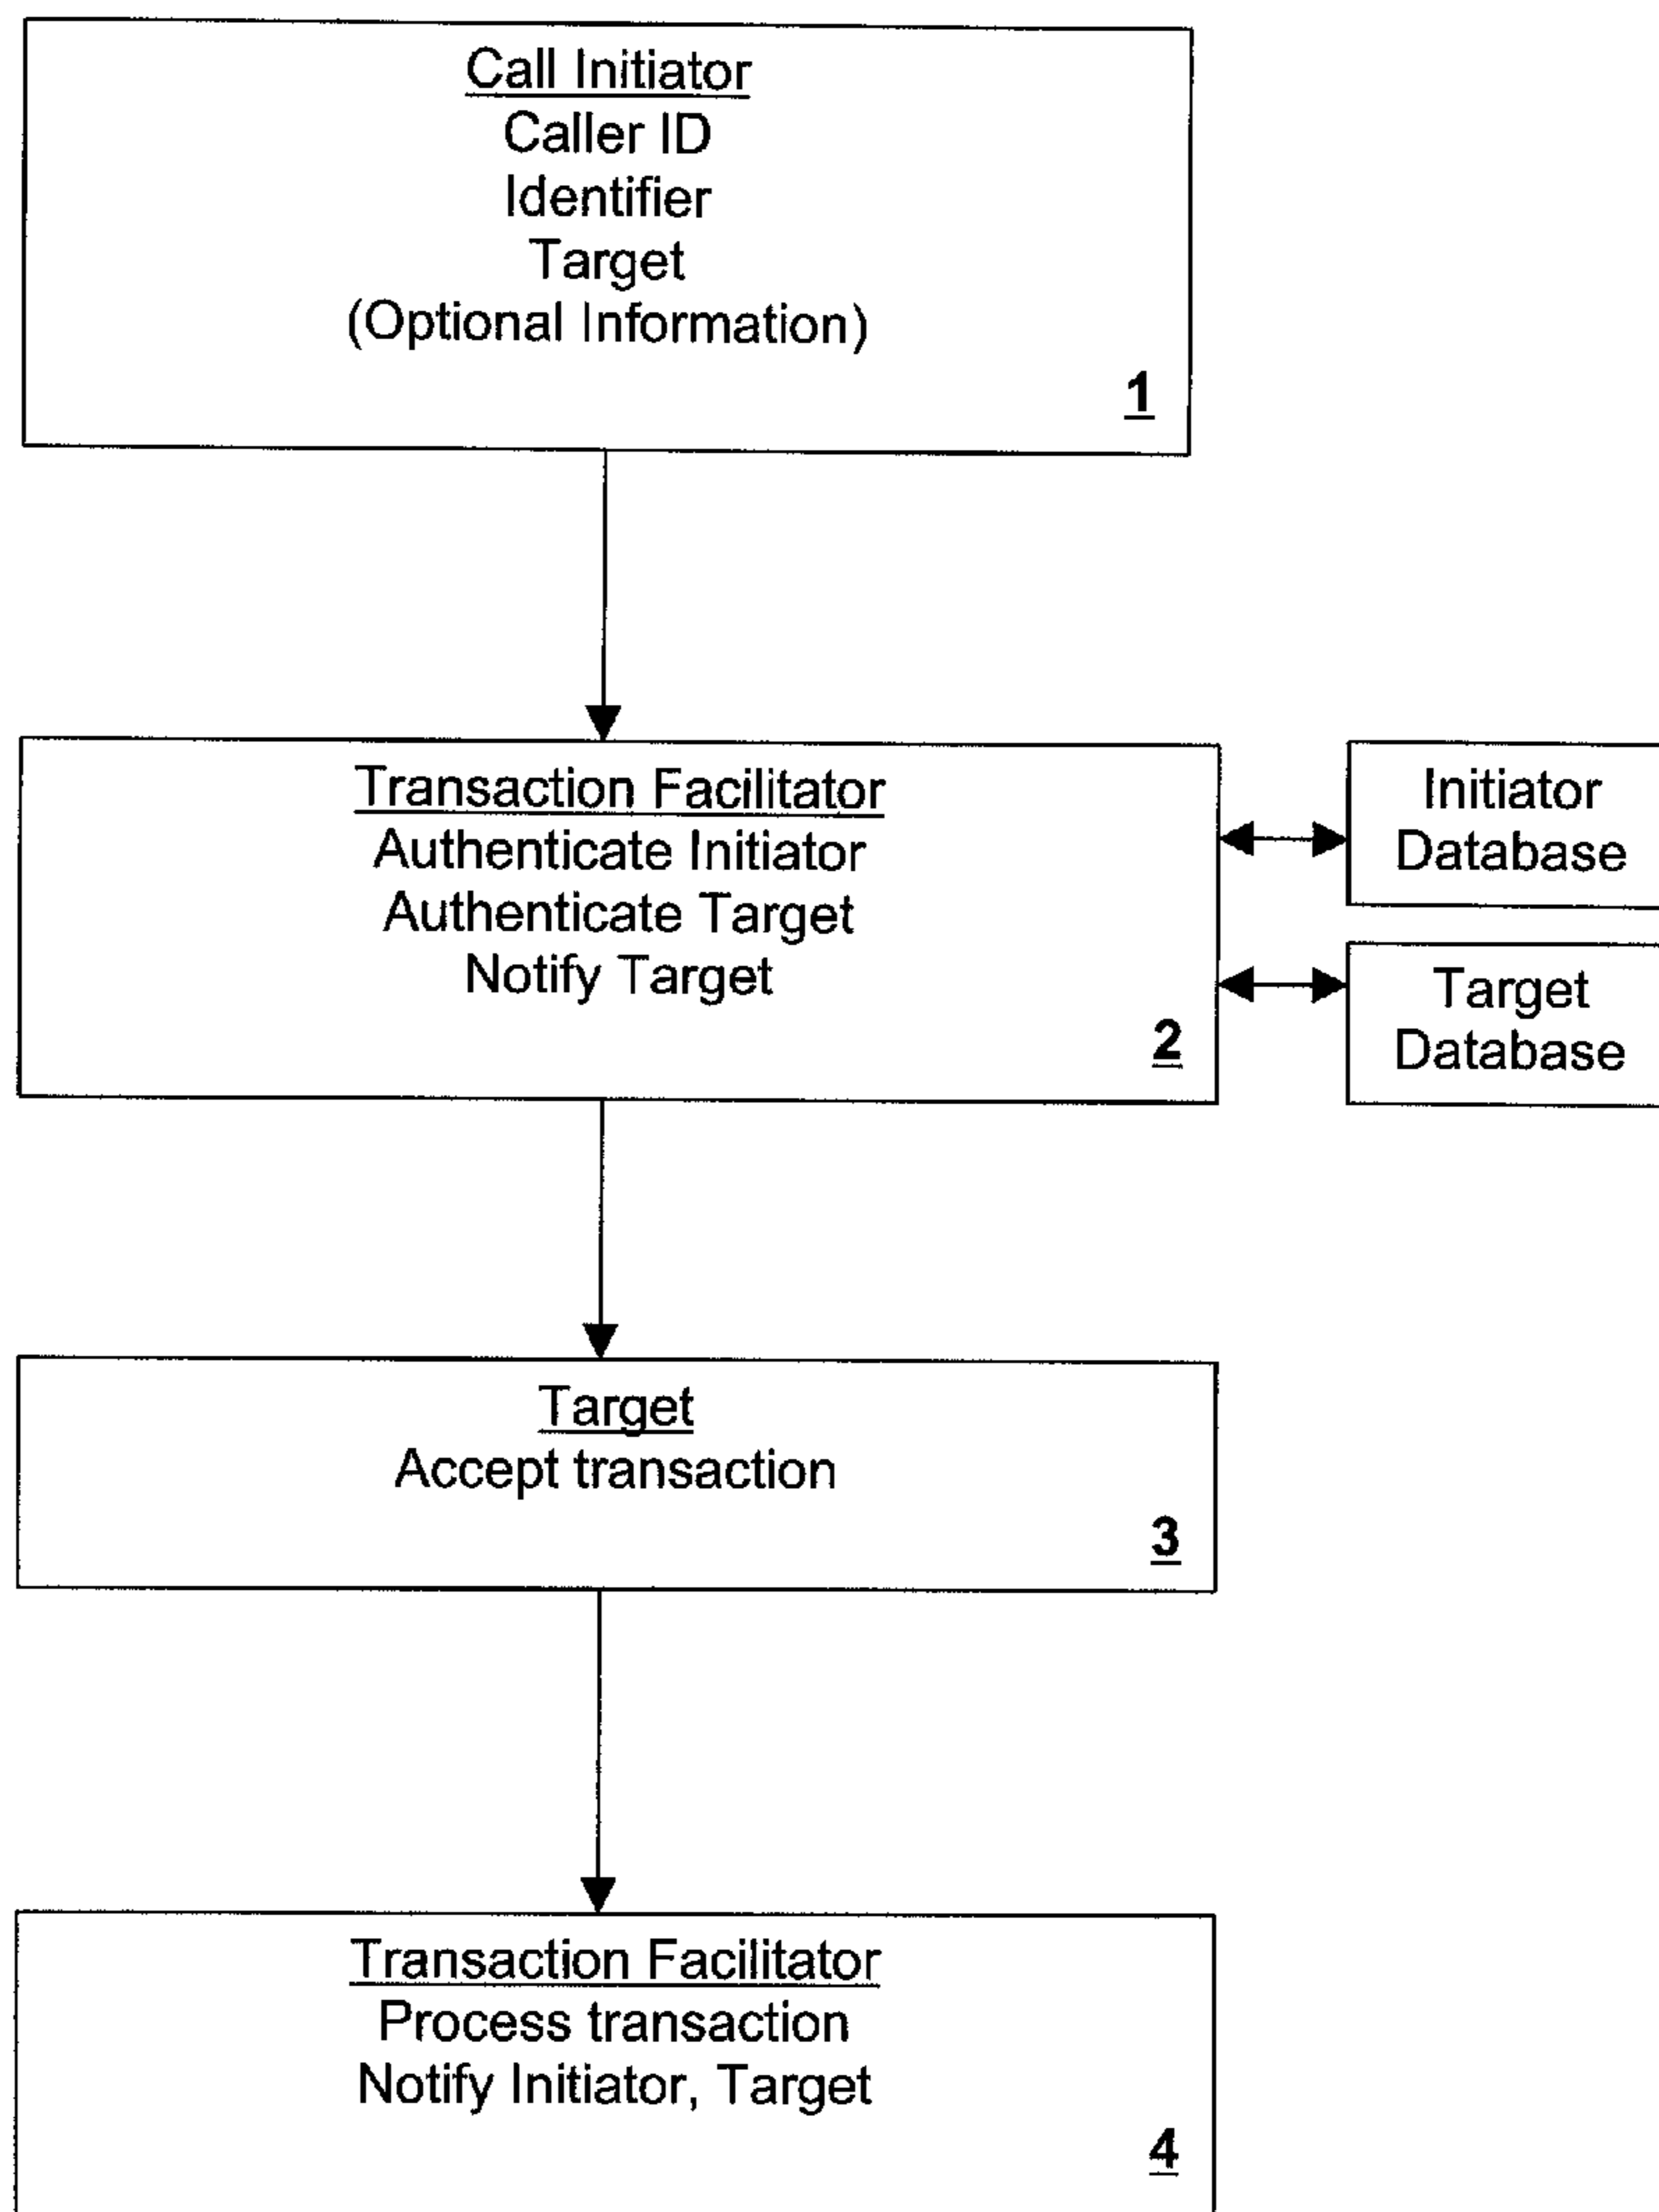 Call Initiator
Caller ID
Identifier
Target
(Optional Information)
1
Transaction Facilitator
Authenticate Initiator
Authenticate Target
Notify Target
2
Initiator
Database
Target
Database
Target
Accept transaction
3
Transaction Facilitator
Process transaction
Notify Initiator, Target
4